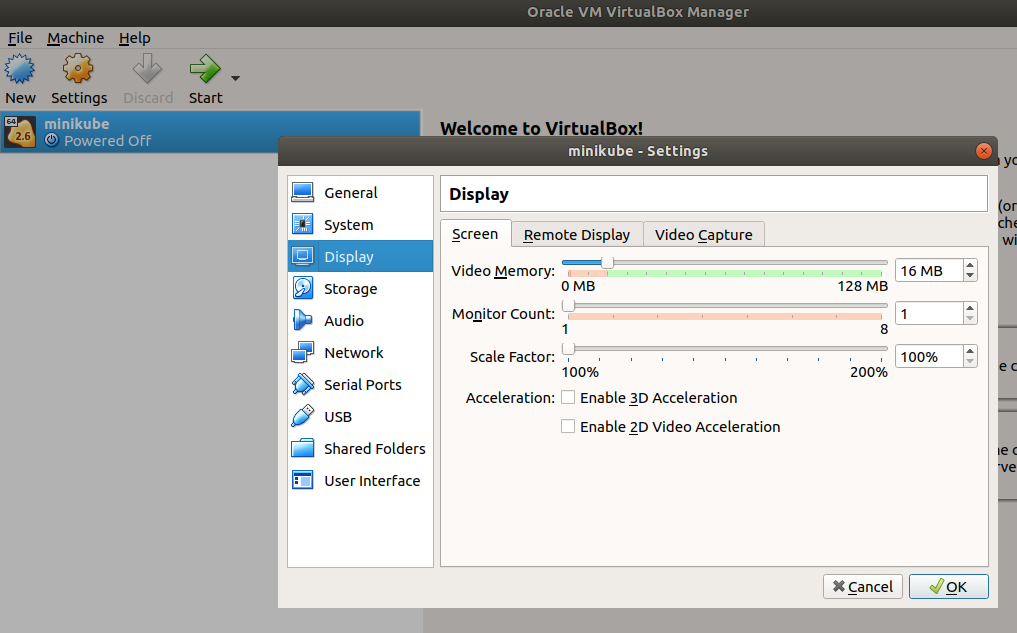 Oracle VM VirtualBox Manager
File Machine Help
New Settings Discard Start
64
2.6
minikube
Powered Off
Welcome to VirtualBox!
minikube - Settings
General
System
Display
Storage
Audio
Network
Serial Ports
USB
Shared Folders
User Interface
Display
Screen Remote Display Video Capture
Video Memory: 16 MB
0 MB 128 MB
Monitor Count: 1
1 8
Scale Factor: 100%
100% 200%
Acceleration: Enable 3D Acceleration
Enable 2D Video Acceleration
Cancel OK